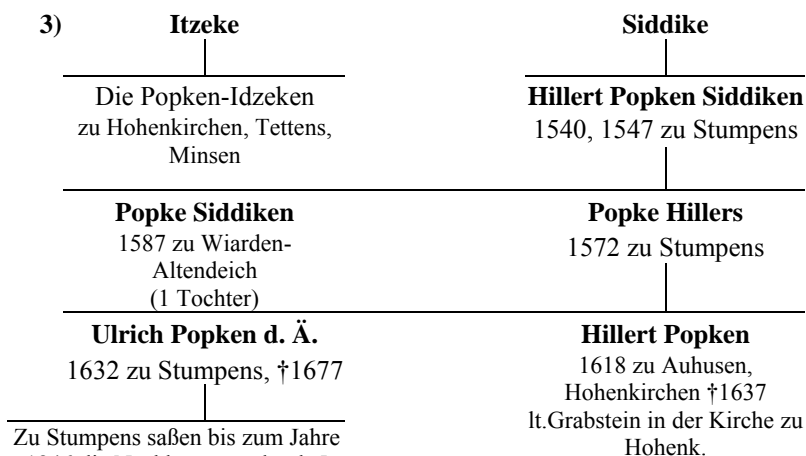 3) Itzeke Siddike
Die Popken-Idzeken
zu Hohenkirchen, Tettens,
Minsen
Hillert Popken Siddiken
1540, 1547 zu Stumpens
Popke Siddiken
1587 zu Wiarden-
Altendeich
(1 Tochter)
Popke Hillers
1572 zu Stumpens
Ulrich Popken d. Ä.
1632 zu Stumpens, †1677
Hillert Popken
1618 zu Auhusen,
Hohenkirchen †1637
lt.Grabstein in der Kirche zu
Hohenk.
Zu Stumpens saßen bis zum Jahre